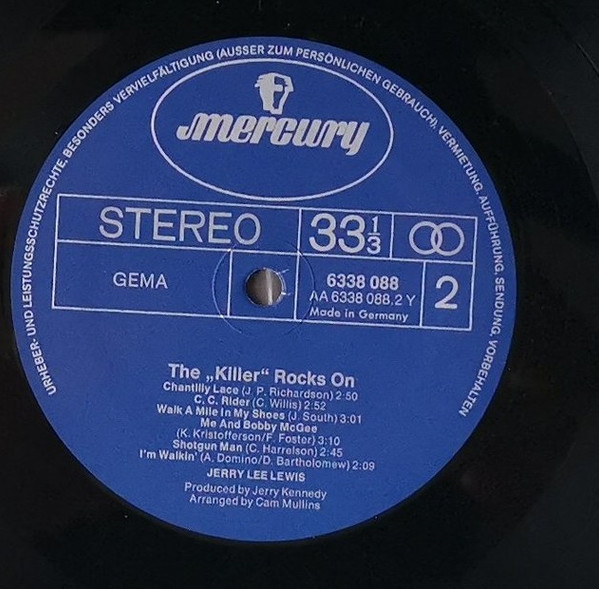 URHEBER- UND LEISTUNGSSCHUTZRECHTE, BESONDERS VERVIELFÄLTIGUNG (AUSSER ZUM PERSÖNLICHEN GEBRAUCH), VERMIETUNG, AUFFÜHRUNG, SENDUNG, VORBEHALTEN
mercury
STEREO
33 1/3
GEMA
6338 088
AA 6338 088.2 Y
Made in Germany
2
The „Killer“ Rocks On
Chantilly Lace (J. P. Richardson) 2:50
C. C. Rider (C. Willis) 2:52
Walk A Mile In My Shoes (J. South) 3:01
Me And Bobby McGee
(K. Kristofferson/F. Foster) 3:10
Shotgun Man (C. Harrelson) 2:45
I'm Walkin' (A. Domino/D. Bartholomew) 2:09
JERRY LEE LEWIS
Produced by Jerry Kennedy
Arranged by Cam Mullins